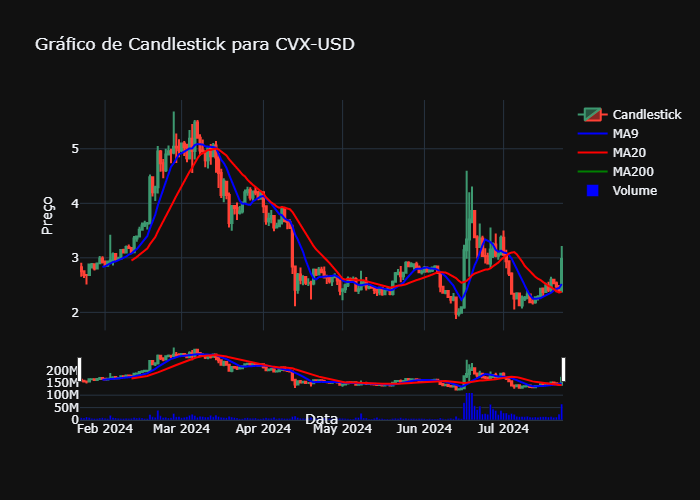 Gráfico de Candlestick para CVX-USD
Candlestick
MA9
MA20
MA200
Volume
Preço
5
4
3
2
200M
150M
100M
50M
0
Data
Feb 2024
Mar 2024
Apr 2024
May 2024
Jun 2024
Jul 2024